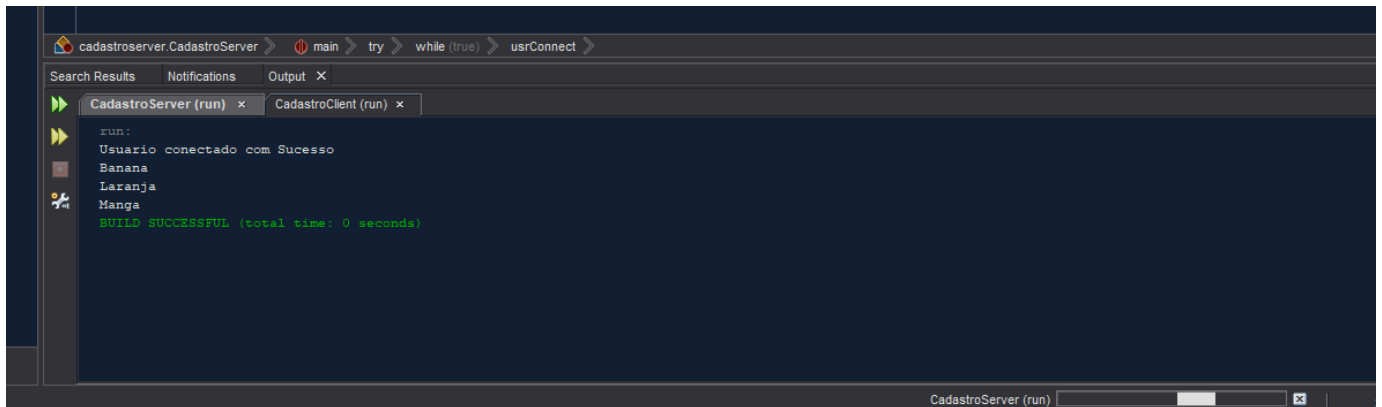 cadastroserver.CadastroServer main try while (true) usrConnect
Search Results Notifications Output ×
CadastroServer (run) × CadastroClient (run) ×
run:
Usuario conectado com Sucesso
Banana
Laranja
Manga
BUILD SUCCESSFUL (total time: 0 seconds)
CadastroServer (run)